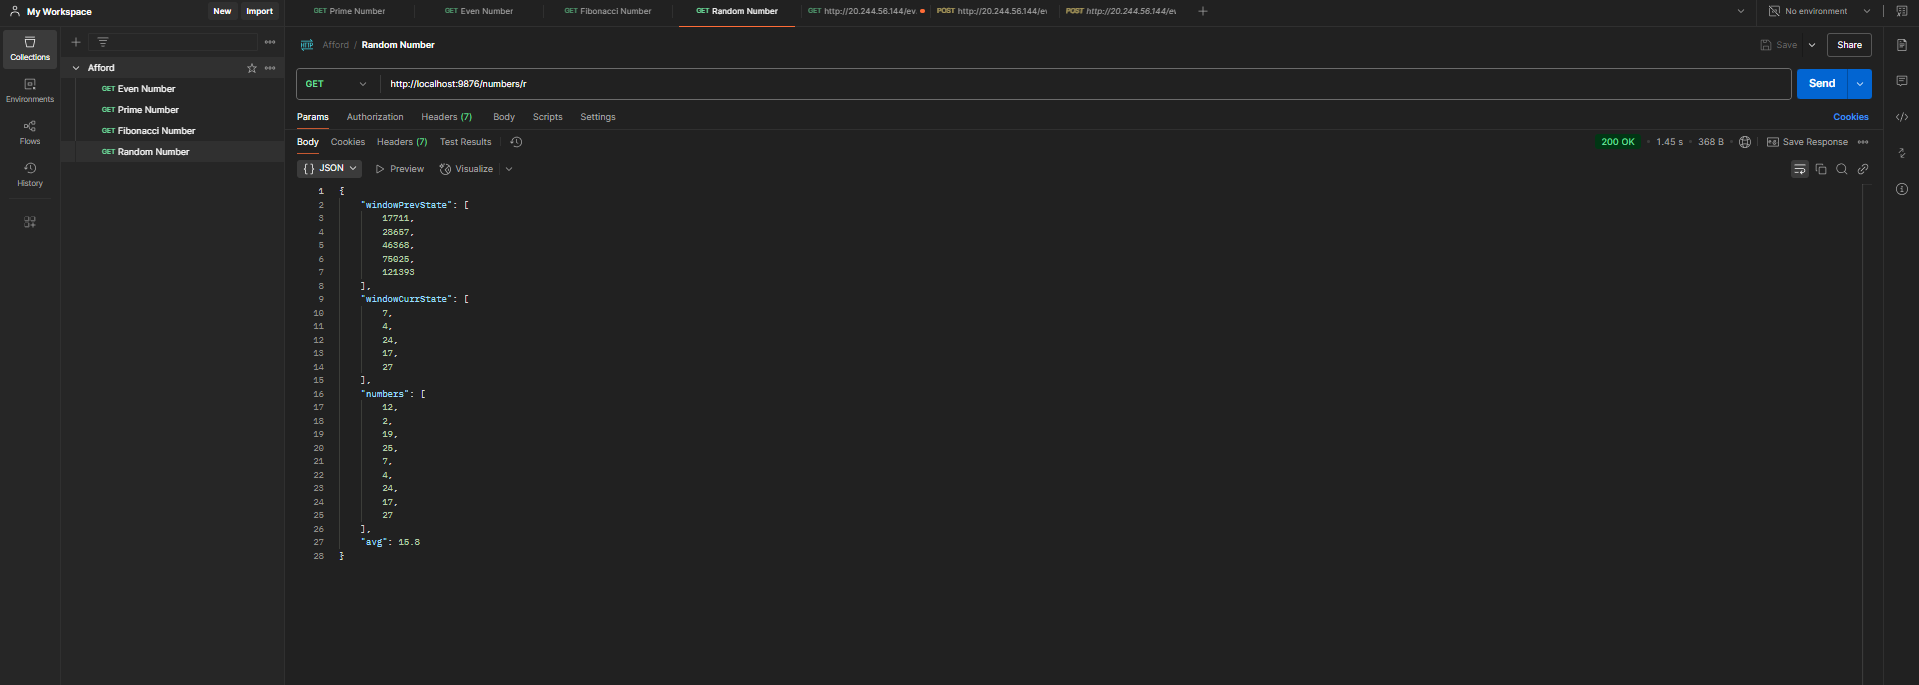 My Workspace
New
Import
GET Prime Number
GET Even Number
GET Fibonacci Number
GET Random Number
GET http://20.244.56.144/ev
POST http://20.244.56.144/ev
POST http://20.244.56.144/ev
No environment
Collections
Environments
Flows
History
Afford
GET Even Number
GET Prime Number
GET Fibonacci Number
GET Random Number
HTTP Afford / Random Number
Save
Share
GET http://localhost:9876/numbers/r
Send
Params Authorization Headers (7) Body Scripts Settings
Cookies
Body Cookies Headers (7) Test Results
200 OK • 1.45 s • 368 B
Save Response
{ } JSON Preview Visualize
1 {
2 "windowPrevState": [
3 17711,
4 28657,
5 46368,
6 75025,
7 121393
8 ],
9 "windowCurrState": [
10 7,
11 4,
12 24,
13 17,
14 27
15 ],
16 "numbers": [
17 12,
18 2,
19 19,
20 25,
21 7,
22 4,
23 24,
24 17,
25 27
26 ],
27 "avg": 15.8
28 }